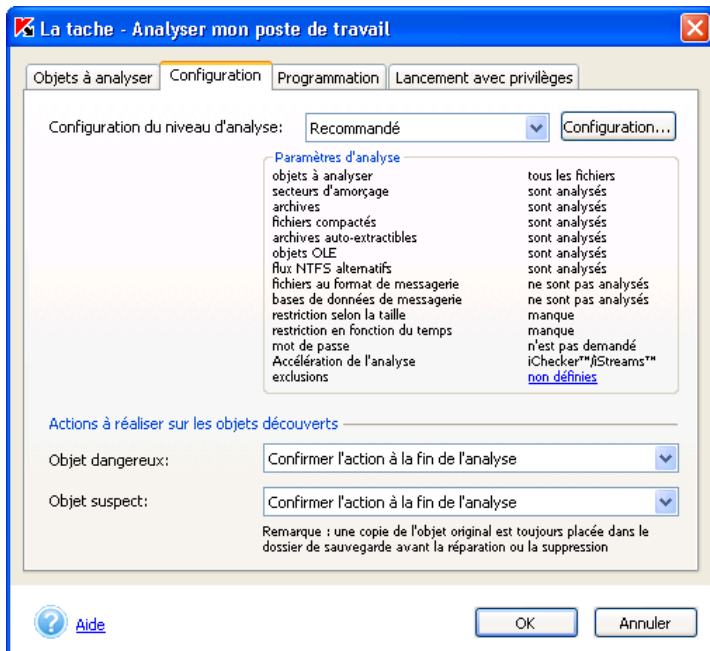 La tache - Analyser mon poste de travail
Objets à analyser Configuration Programmation Lancement avec privilèges
Configuration du niveau d'analyse: Recommandé Configuration...
Paramètres d'analyse
objets à analyser tous les fichiers
secteurs d'amorçage sont analysés
archives sont analysés
fichiers compactés sont analysés
archives auto-extractibles sont analysés
objets OLE sont analysés
flux NTFS alternatifs sont analysés
fichiers au format de messagerie ne sont pas analysés
bases de données de messagerie ne sont pas analysés
restriction selon la taille manque
restriction en fonction du temps manque
mot de passe n'est pas demandé
Accélération de l'analyse iChecker™/iStreams™
exclusions non définies
Actions à réaliser sur les objets découverts
Objet dangereux: Confirmer l'action à la fin de l'analyse
Objet suspect: Confirmer l'action à la fin de l'analyse
Remarque : une copie de l'objet original est toujours placée dans le
dossier de sauvegarde avant la réparation ou la suppression
Aide OK Annuler